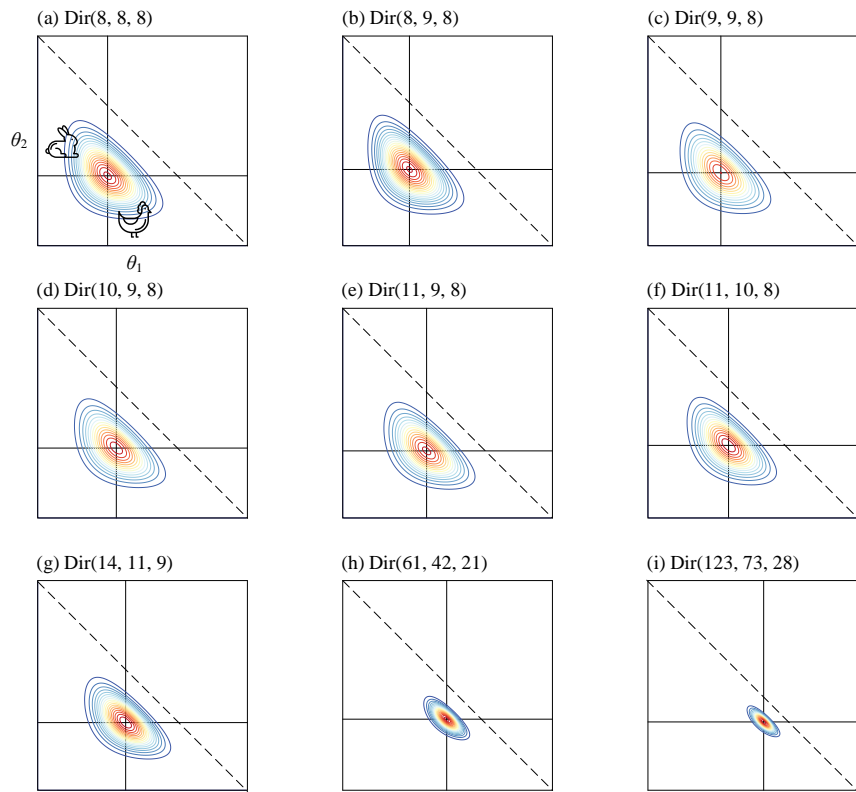 (a) Dir(8, 8, 8)
(b) Dir(8, 9, 8)
(c) Dir(9, 9, 8)
θ2
θ1
(d) Dir(10, 9, 8)
(e) Dir(11, 9, 8)
(f) Dir(11, 10, 8)
(g) Dir(14, 11, 9)
(h) Dir(61, 42, 21)
(i) Dir(123, 73, 28)